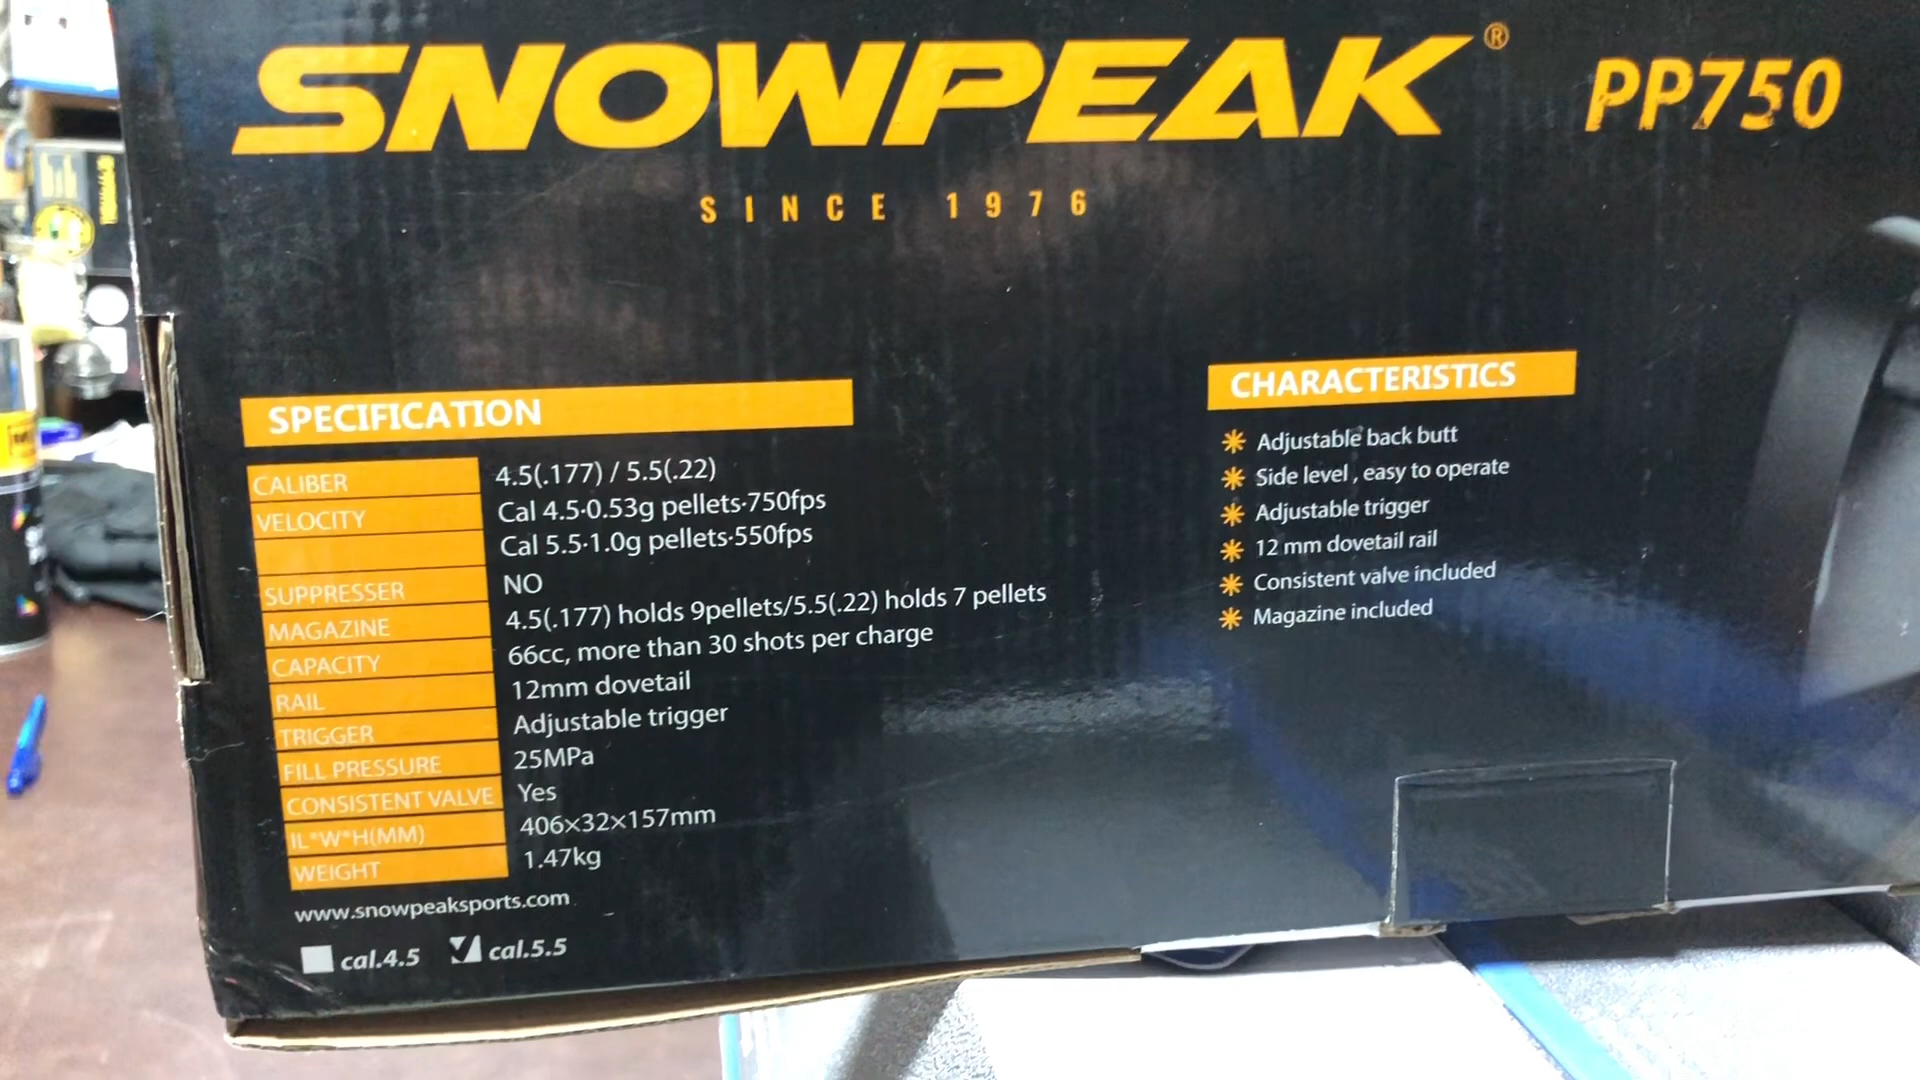 SNOWPEAK® PP750
SINCE 1976
SPECIFICATION
CALIBER 4.5(.177) / 5.5(.22)
VELOCITY Cal 4.5·0.53g pellets·750fps
Cal 5.5·1.0g pellets·550fps
SUPPRESSER NO
MAGAZINE 4.5(.177) holds 9pellets/5.5(.22) holds 7 pellets
CAPACITY 66cc, more than 30 shots per charge
RAIL 12mm dovetail
TRIGGER Adjustable trigger
FILL PRESSURE 25MPa
CONSISTENT VALVE Yes
IL*W*H(MM) 406×32×157mm
WEIGHT 1.47kg
www.snowpeaksports.com
cal.4.5 cal.5.5
CHARACTERISTICS
Adjustable back butt
Side level , easy to operate
Adjustable trigger
12 mm dovetail rail
Consistent valve included
Magazine included